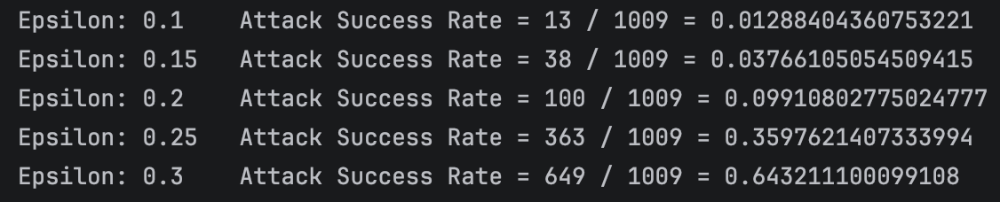 Epsilon: 0.1    Attack Success Rate = 13 / 1009 = 0.01288404360753221
Epsilon: 0.15   Attack Success Rate = 38 / 1009 = 0.03766105054509415
Epsilon: 0.2    Attack Success Rate = 100 / 1009 = 0.09910802775024777
Epsilon: 0.25   Attack Success Rate = 363 / 1009 = 0.3597621407333994
Epsilon: 0.3    Attack Success Rate = 649 / 1009 = 0.643211100099108